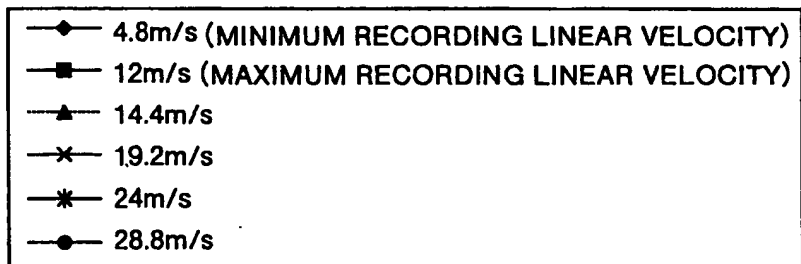 4.8m/s (MINIMUM RECORDING LINEAR VELOCITY)
12m/s (MAXIMUM RECORDING LINEAR VELOCITY)
14.4m/s
19.2m/s
24m/s
28.8m/s